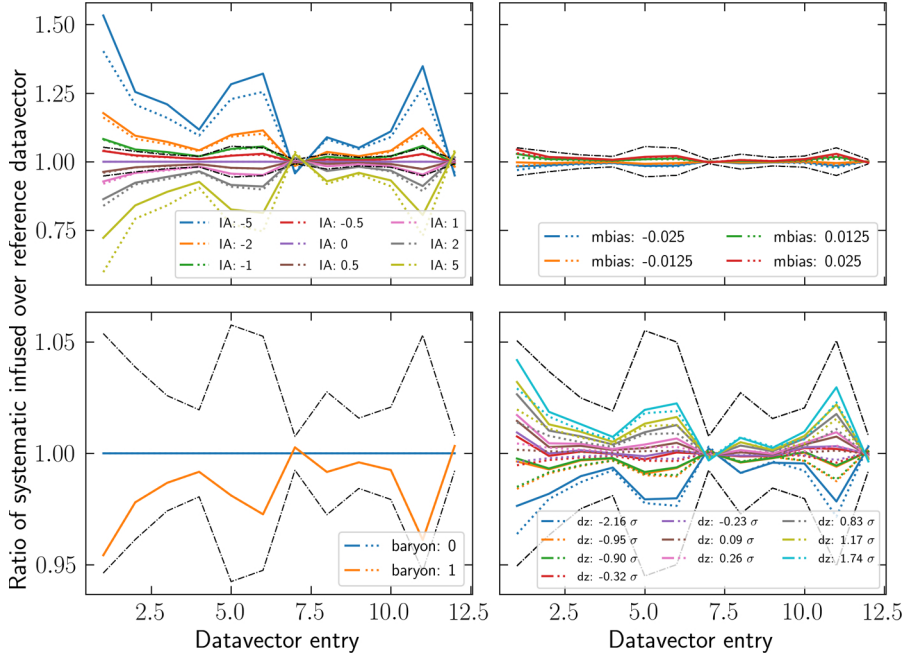 Ratio of systematic infused over reference datavector
1.50
1.25
1.00
0.75
IA: -5 IA: -0.5 IA: 1
IA: -2 IA: 0 IA: 2
IA: -1 IA: 0.5 IA: 5
mbias: -0.025 mbias: 0.0125
mbias: -0.0125 mbias: 0.025
1.05
1.00
0.95
baryon: 0
baryon: 1
2.5 5.0 7.5 10.0 12.5
Datavector entry
dz: -2.16 σ dz: -0.23 σ dz: 0.83 σ
dz: -0.95 σ dz: 0.09 σ dz: 1.17 σ
dz: -0.90 σ dz: 0.26 σ dz: 1.74 σ
dz: -0.32 σ
2.5 5.0 7.5 10.0 12.5
Datavector entry